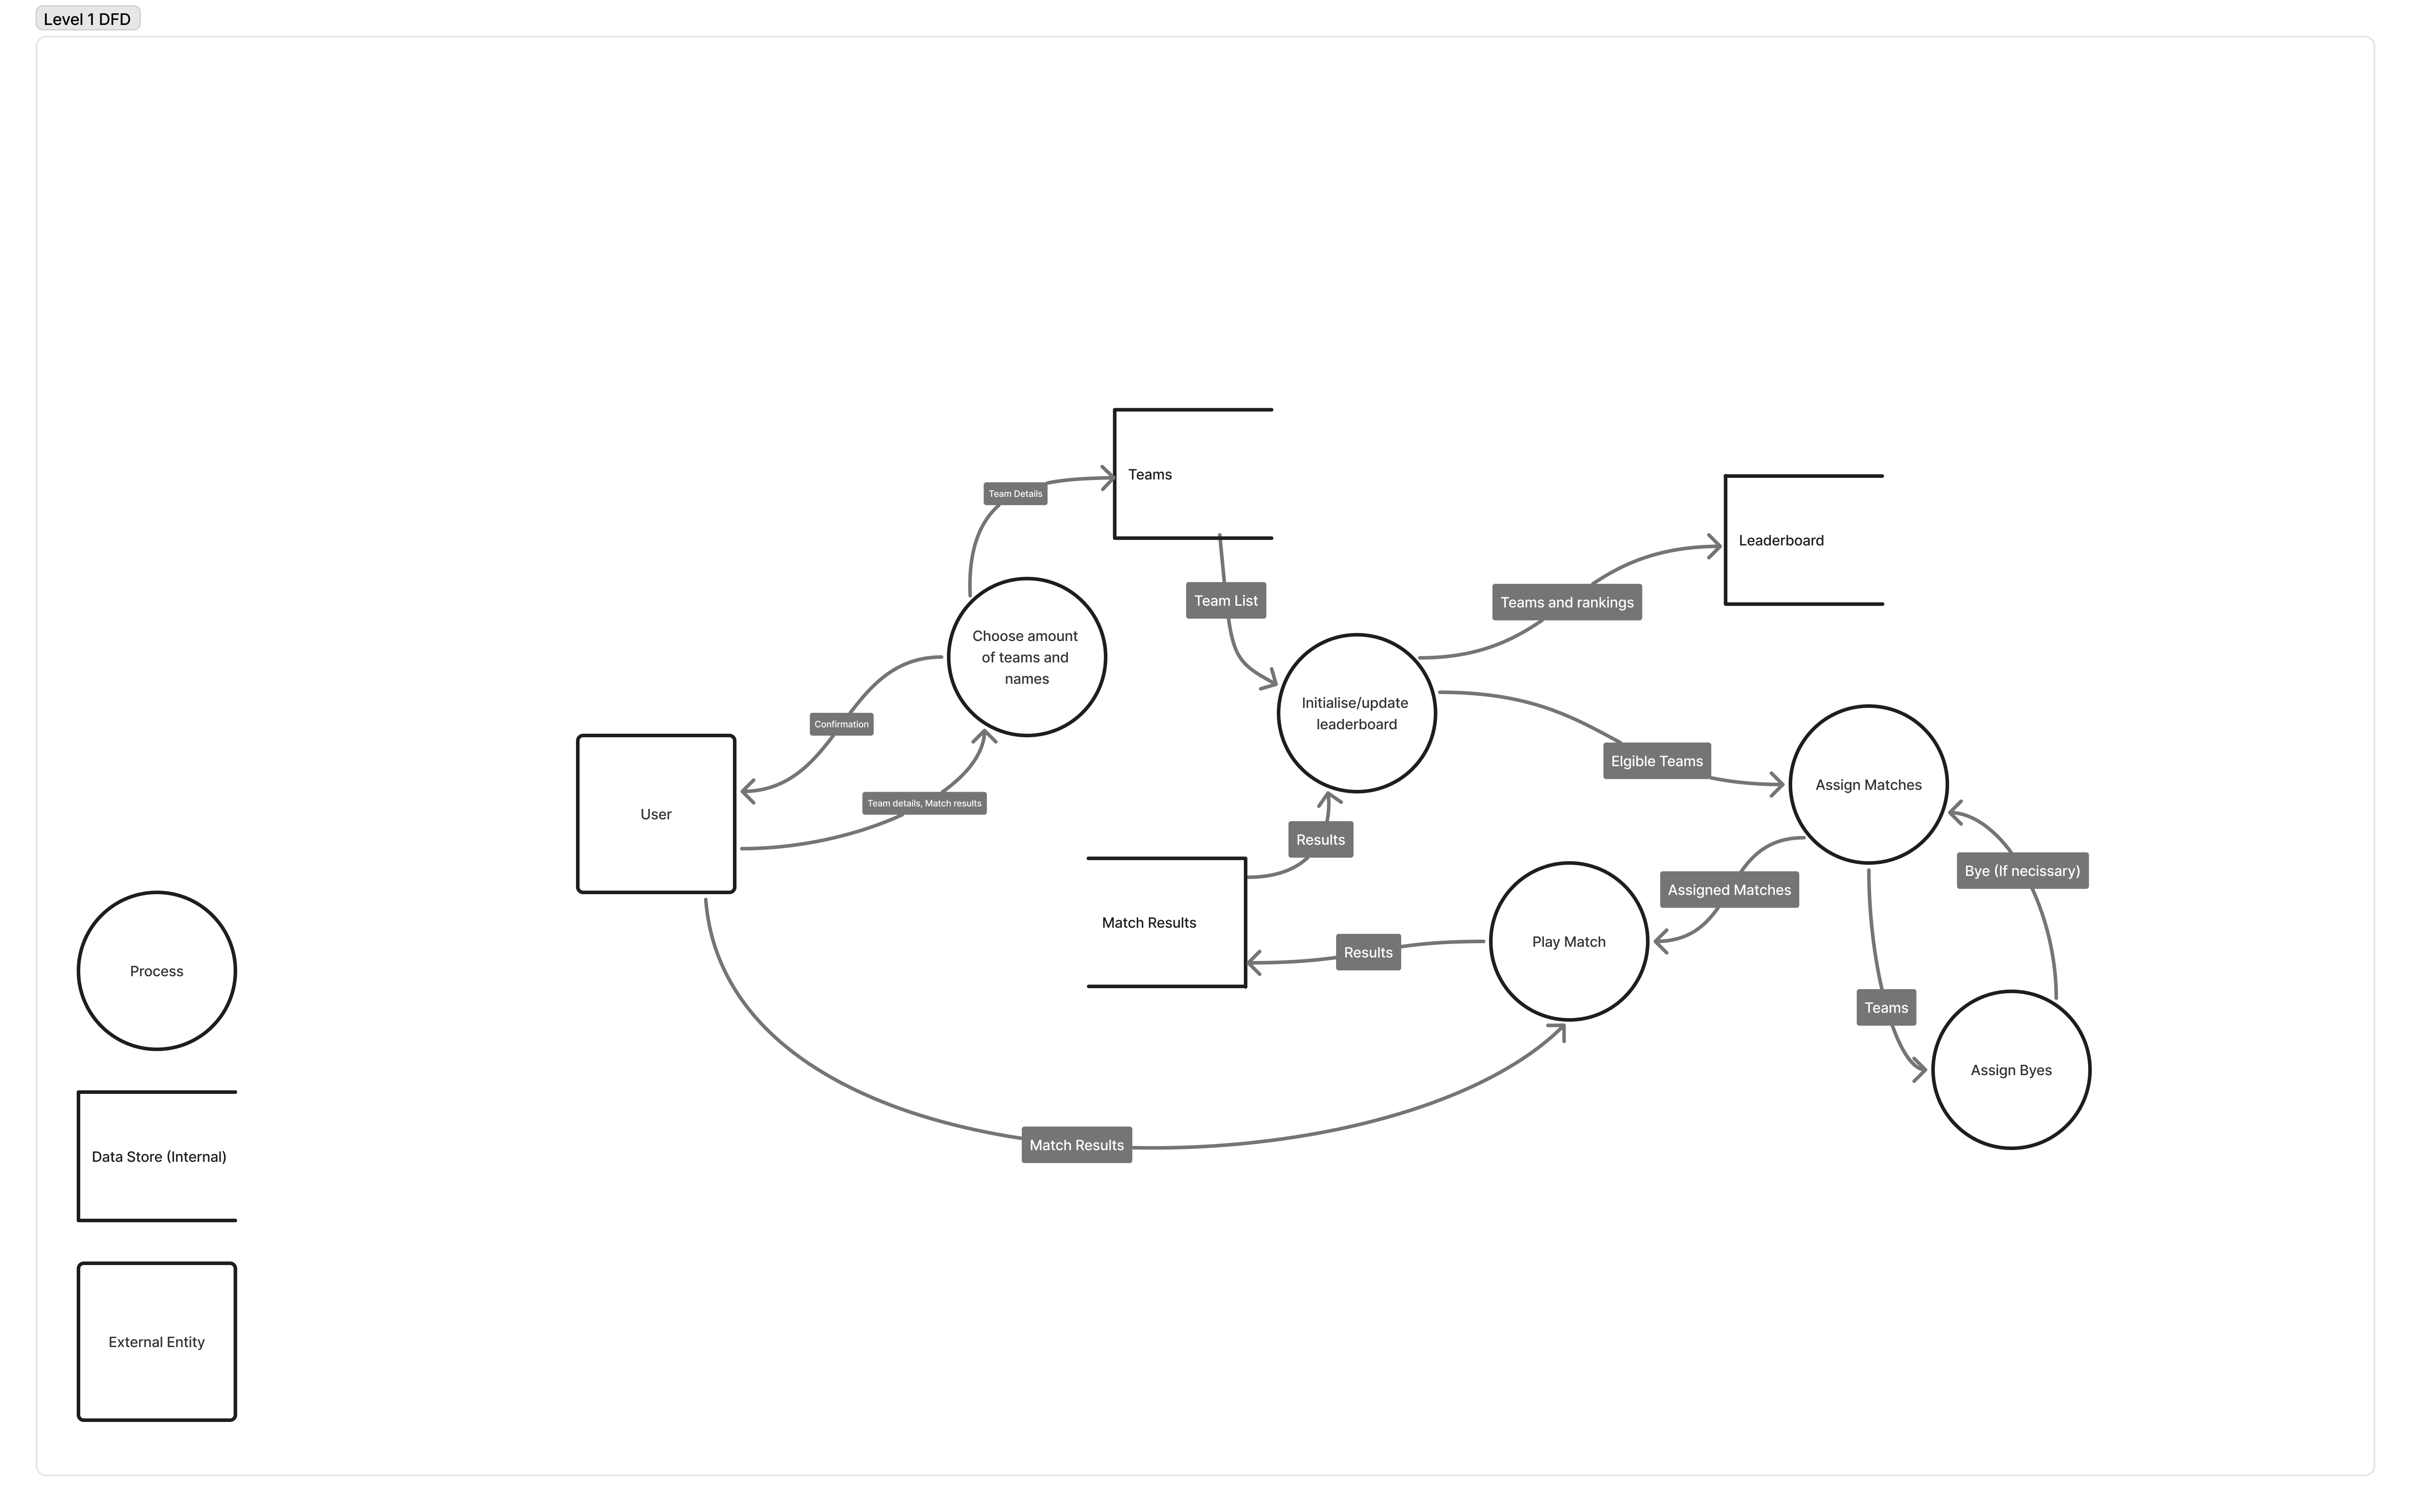 Level 1 DFD
Teams
Team Details
Leaderboard
Team List
Teams and rankings
Choose amount
of teams and
names
Initialise/update
leaderboard
Confirmation
Elgible Teams
Assign Matches
Team details, Match results
User
Results
Bye (If necissary)
Assigned Matches
Match Results
Play Match
Results
Process
Teams
Assign Byes
Match Results
Data Store (Internal)
External Entity